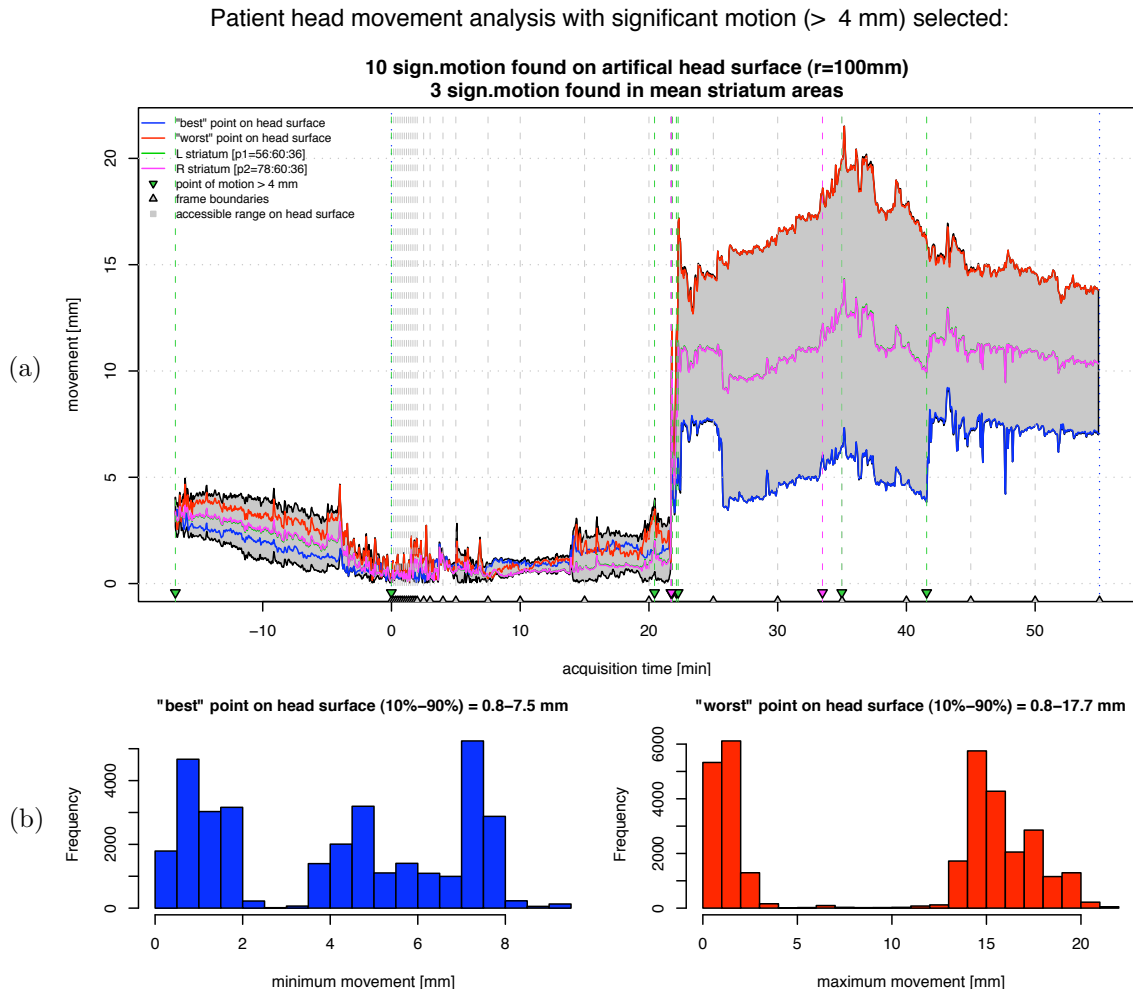 Patient head movement analysis with significant motion (> 4 mm) selected:
10 sign.motion found on artifical head surface (r=100mm)
3 sign.motion found in mean striatum areas
"best" point on head surface
"worst" point on head surface
L striatum [p1=56:60:36]
R striatum [p2=78:60:36]
point of motion > 4 mm
frame boundaries
accessible range on head surface
20
15
10
5
0
movement [mm]
(a)
−10 0 10 20 30 40 50
acquisition time [min]
"best" point on head surface (10%−90%) = 0.8−7.5 mm
"worst" point on head surface (10%−90%) = 0.8−17.7 mm
(b)
Frequency
0 2000 4000
0 2 4 6 8
minimum movement [mm]
Frequency
0 2000 4000 6000
0 5 10 15 20
maximum movement [mm]